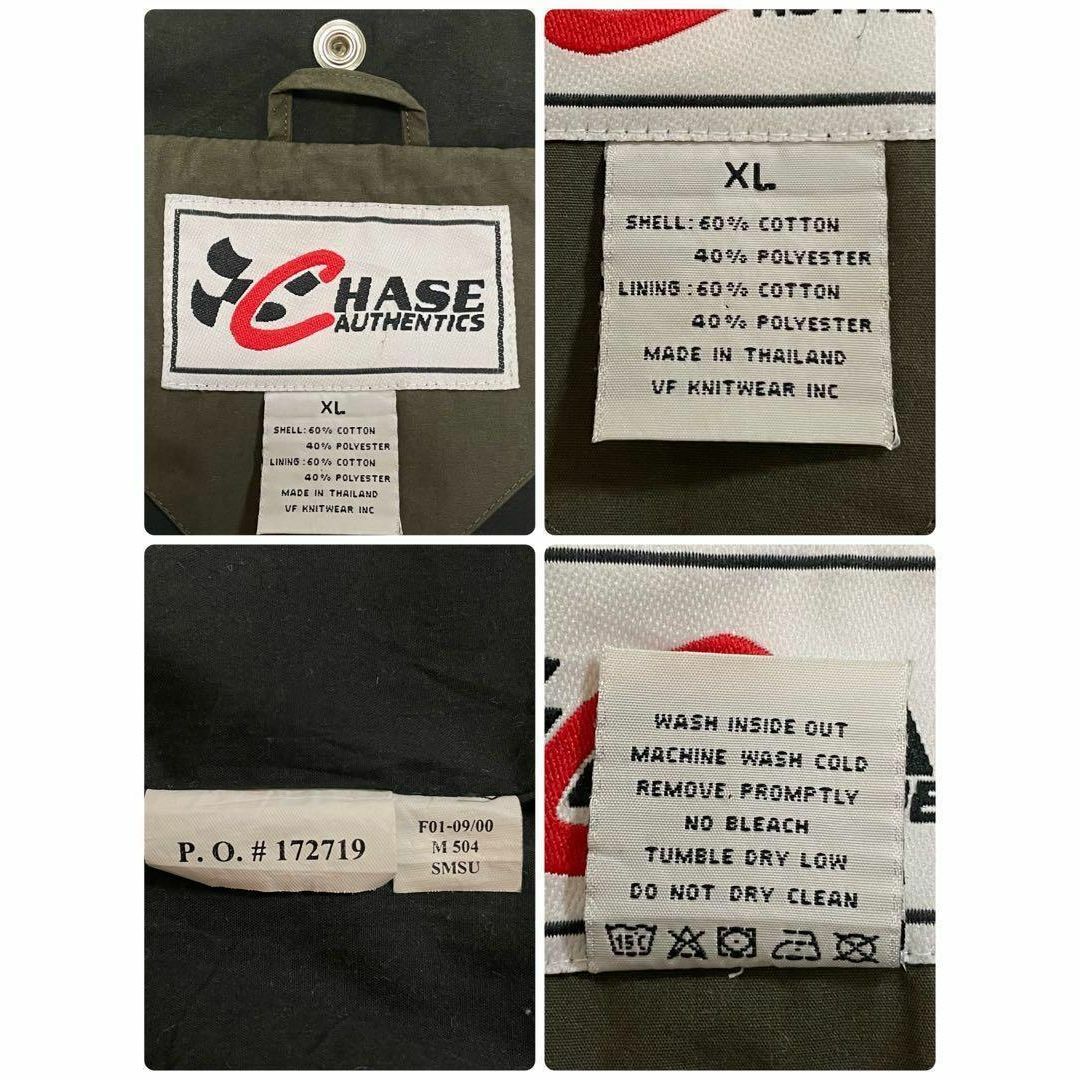 CHASE
AUTHENTICS
XL
SHELL: 60% COTTON
40% POLYESTER
LINING: 60% COTTON
40% POLYESTER
MADE IN THAILAND
VF KNITWEAR INC
XL
SHELL: 60% COTTON
40% POLYESTER
LINING: 60% COTTON
40% POLYESTER
MADE IN THAILAND
VF KNITWEAR INC
P. O. # 172719
F01-09/00
M 504
SMSU
WASH INSIDE OUT
MACHINE WASH COLD
REMOVE, PROMPTLY
NO BLEACH
TUMBLE DRY LOW
DO NOT DRY CLEAN